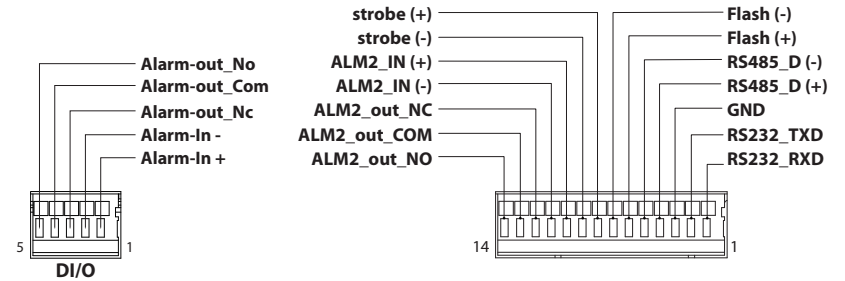 Alarm-out_No
Alarm-out_Com
Alarm-out_Nc
Alarm-In -
Alarm-In +
5
1
DI/O
strobe (+)
strobe (-)
ALM2_IN (+)
ALM2_IN (-)
ALM2_out_NC
ALM2_out_COM
ALM2_out_NO
Flash (-)
Flash (+)
RS485_D (-)
RS485_D (+)
GND
RS232_TXD
RS232_RXD
14
1